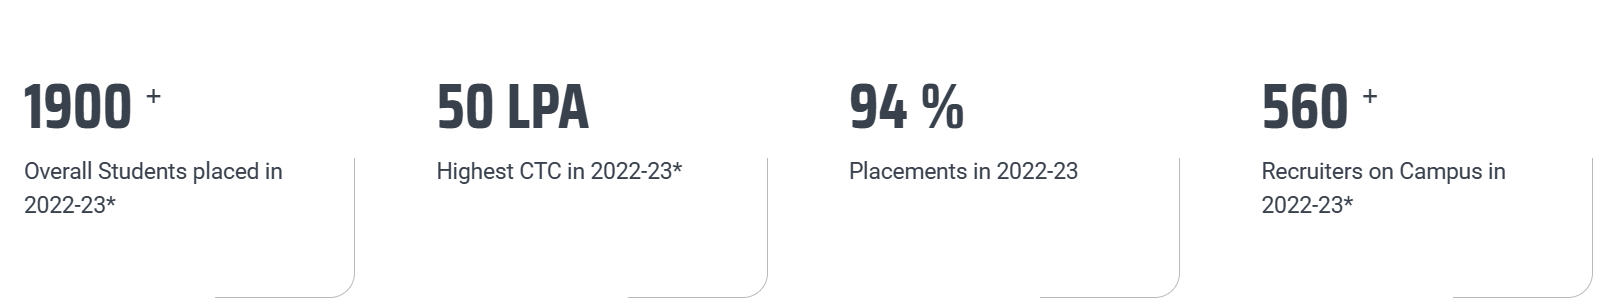 1900 +
Overall Students placed in
2022-23*
50 LPA
Highest CTC in 2022-23*
94 %
Placements in 2022-23
560 +
Recruiters on Campus in
2022-23*